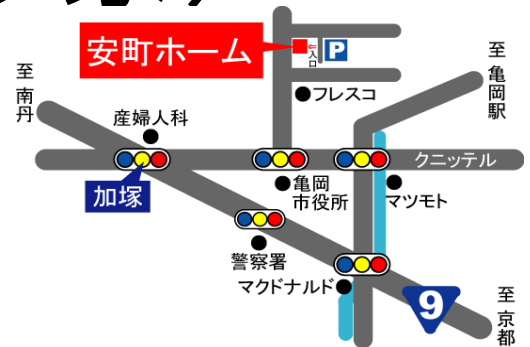 安町ホーム
入口
P
至南丹
至亀岡駅
フレスコ
産婦人科
クニッテル
加塚
亀岡
市役所
マツモト
警察署
マクドナルド
9
至京都